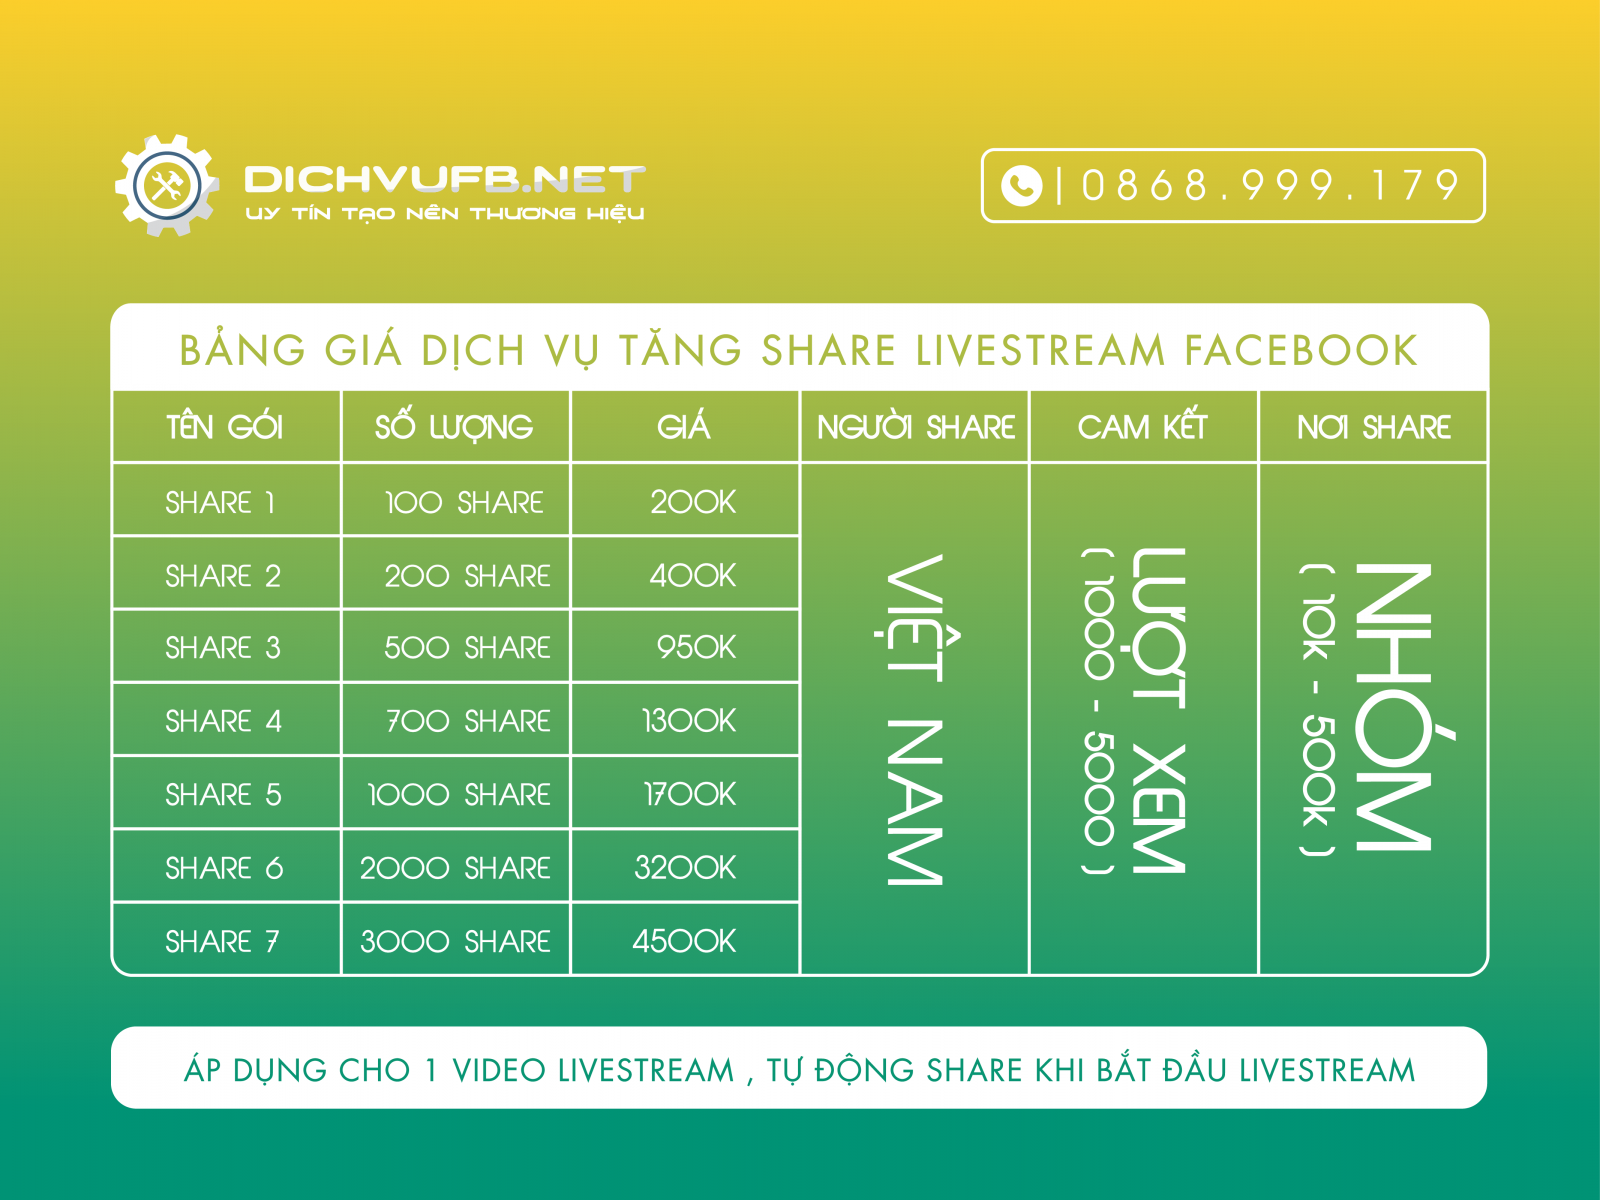 DICHVUFB.NET
UY TÍN TẠO NÊN THƯƠNG HIỆU
| 0868.999.179
BẢNG GIÁ DỊCH VỤ TĂNG SHARE LIVESTREAM FACEBOOK
TÊN GÓI SỐ LƯỢNG GIÁ NGƯỜI SHARE CAM KẾT NƠI SHARE
SHARE 1 100 SHARE 200K
SHARE 2 200 SHARE 400K
SHARE 3 500 SHARE 950K
SHARE 4 700 SHARE 1300K
SHARE 5 1000 SHARE 1700K
SHARE 6 2000 SHARE 3200K
SHARE 7 3000 SHARE 4500K
VIỆT NAM
LƯỢT XEM
( 1000 - 5000 )
NHÓM
( 10K - 500K )
ÁP DỤNG CHO 1 VIDEO LIVESTREAM , TỰ ĐỘNG SHARE KHI BẮT ĐẦU LIVESTREAM